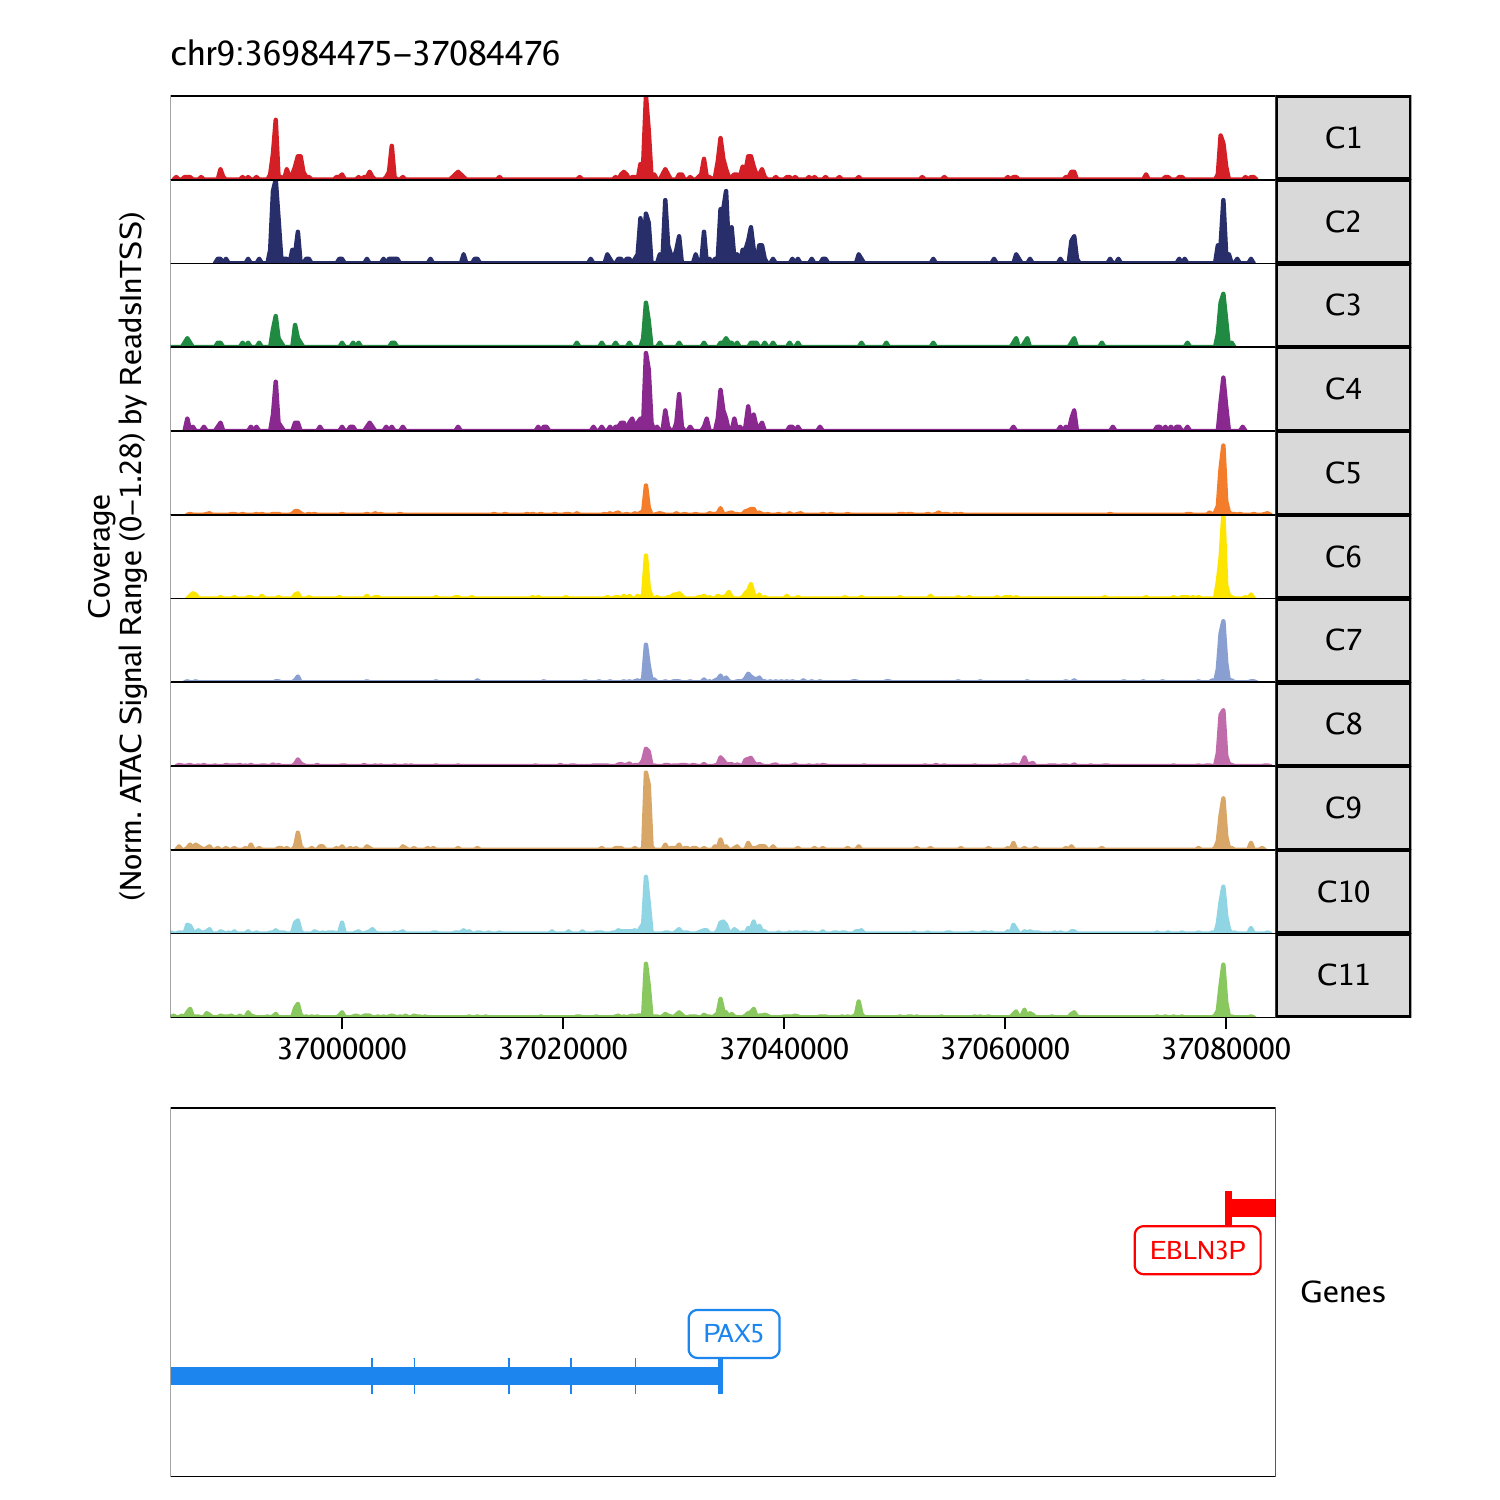 chr9:36984475−37084476
Coverage
(Norm. ATAC Signal Range (0−1.28) by ReadsInTSS)
C1
C2
C3
C4
C5
C6
C7
C8
C9
C10
C11
37000000 37020000 37040000 37060000 37080000
EBLN3P
Genes
PAX5